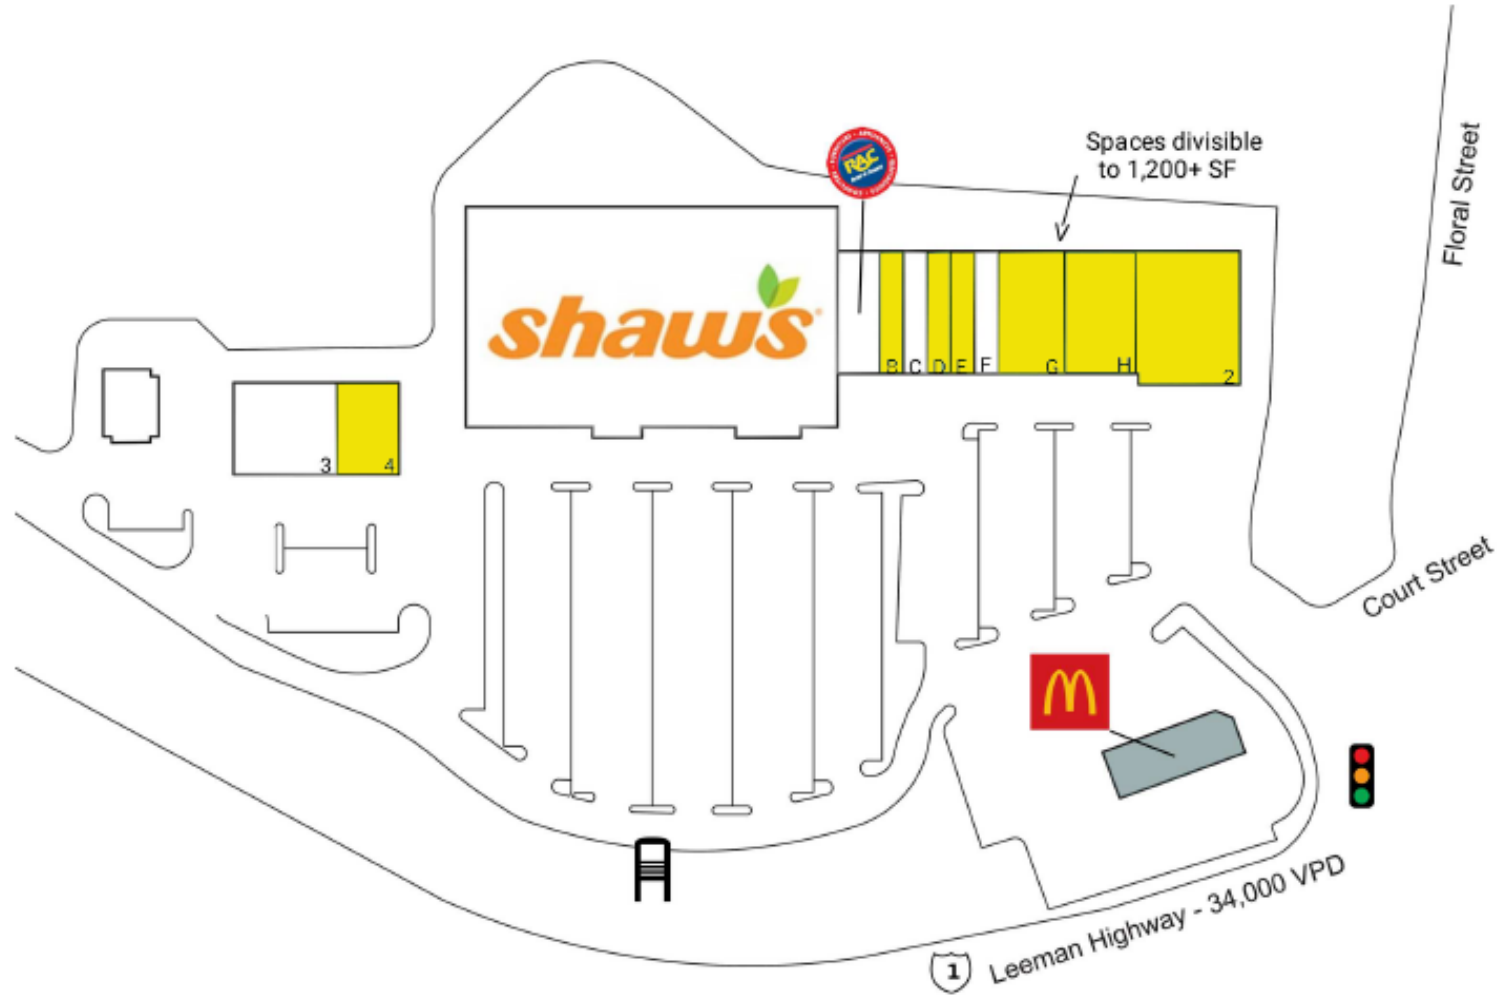 Spaces divisible
to 1,200+ SF
Floral Street
RAC
shaw's
B C D E F G H 2
3 4
Court Street
Leeman Highway - 34,000 VPD
1